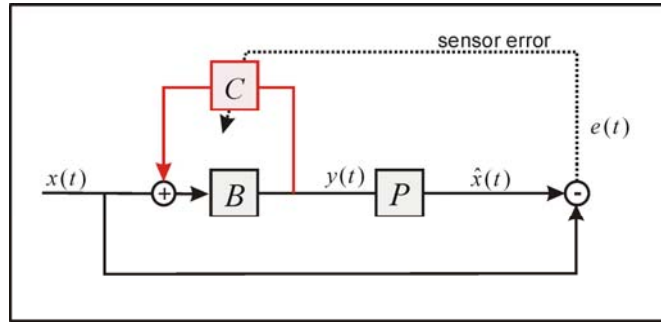 sensor error
C
e(t)
x(t)
+
B
y(t)
P
x̂(t)
-